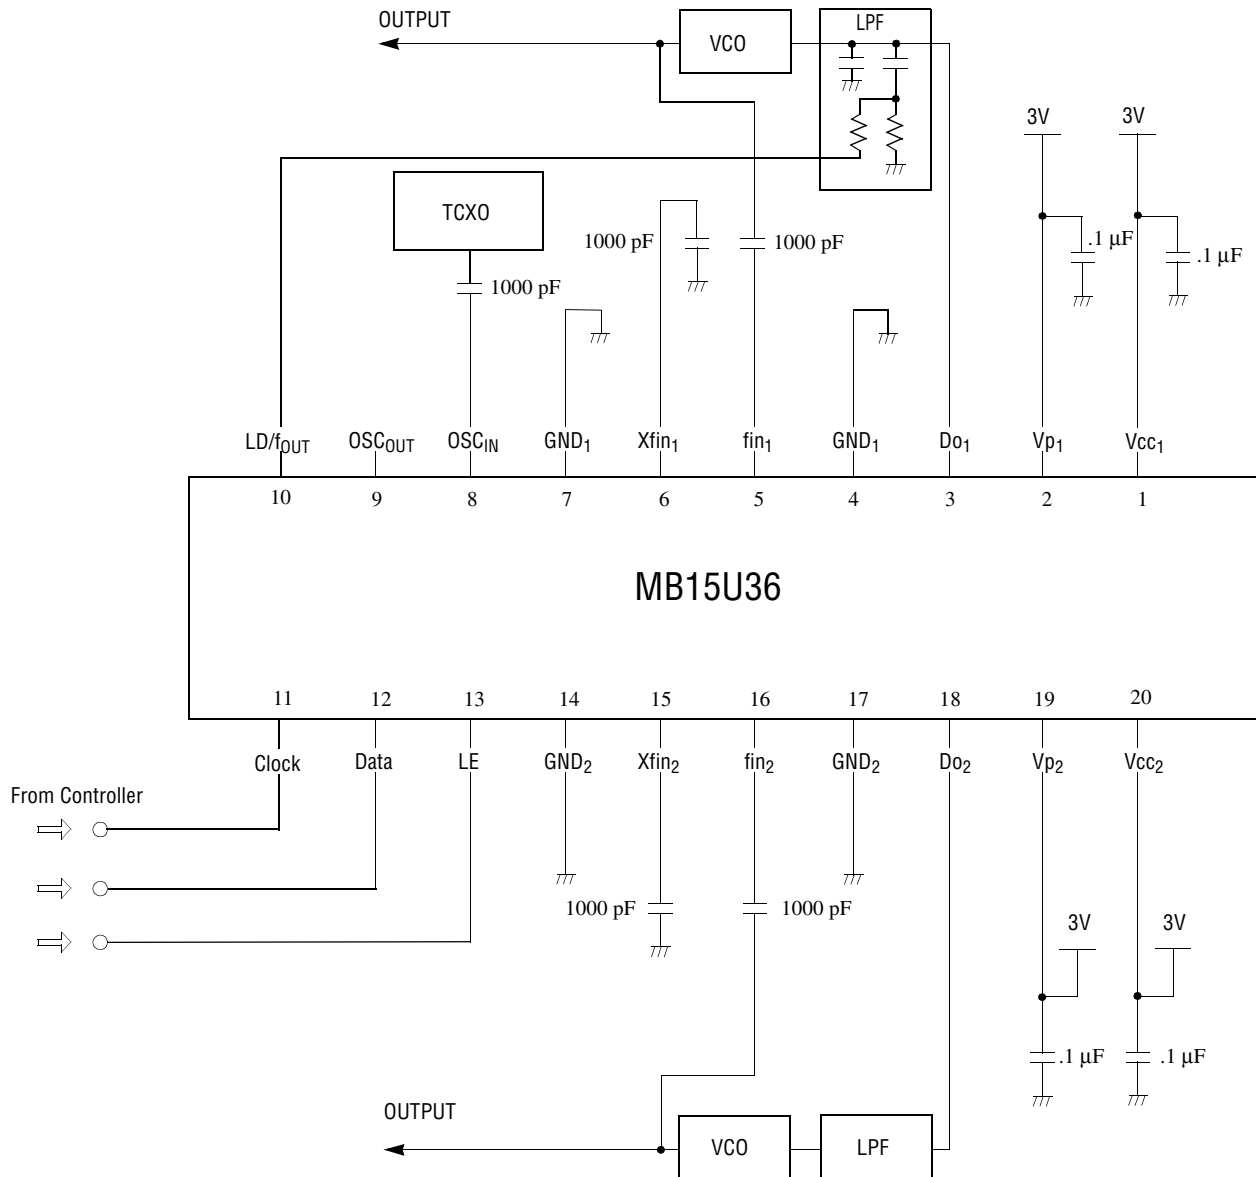 OUTPUT
VCO
LPF
3V
3V
TCXO
1000 pF
1000 pF
1000 pF
.1 µF
.1 µF
LD/fOUT
OSCOUT
OSCIN
GND1
Xfin1
fin1
GND1
Do1
Vp1
Vcc1
10
9
8
7
6
5
4
3
2
1
MB15U36
11
12
13
14
15
16
17
18
19
20
Clock
Data
LE
GND2
Xfin2
fin2
GND2
Do2
Vp2
Vcc2
From Controller
1000 pF
1000 pF
3V
3V
.1 µF
.1 µF
OUTPUT
VCO
LPF